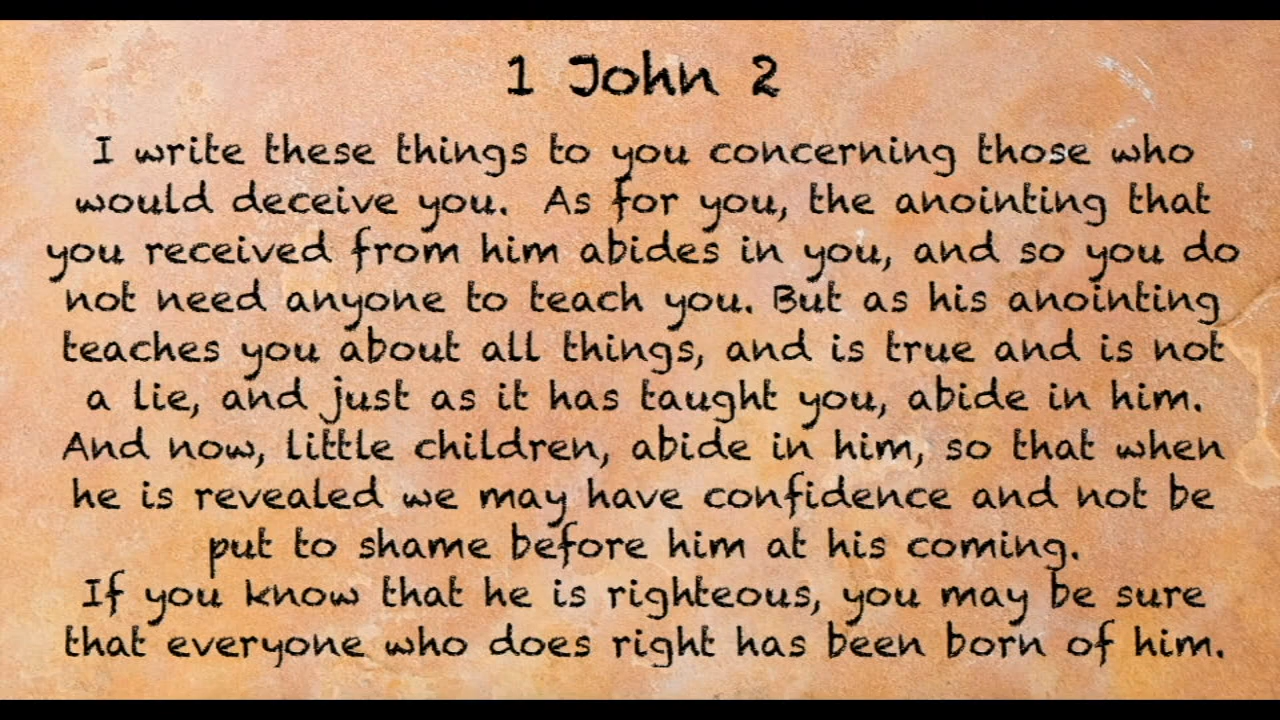 1 John 2
I write these things to you concerning those who
would deceive you. As for you, the anointing that
you received from him abides in you, and so you do
not need anyone to teach you. But as his anointing
teaches you about all things, and is true and is not
a lie, and just as it has taught you, abide in him.
And now, little children, abide in him, so that when
he is revealed we may have confidence and not be
put to shame before him at his coming.
If you know that he is righteous, you may be sure
that everyone who does right has been born of him.